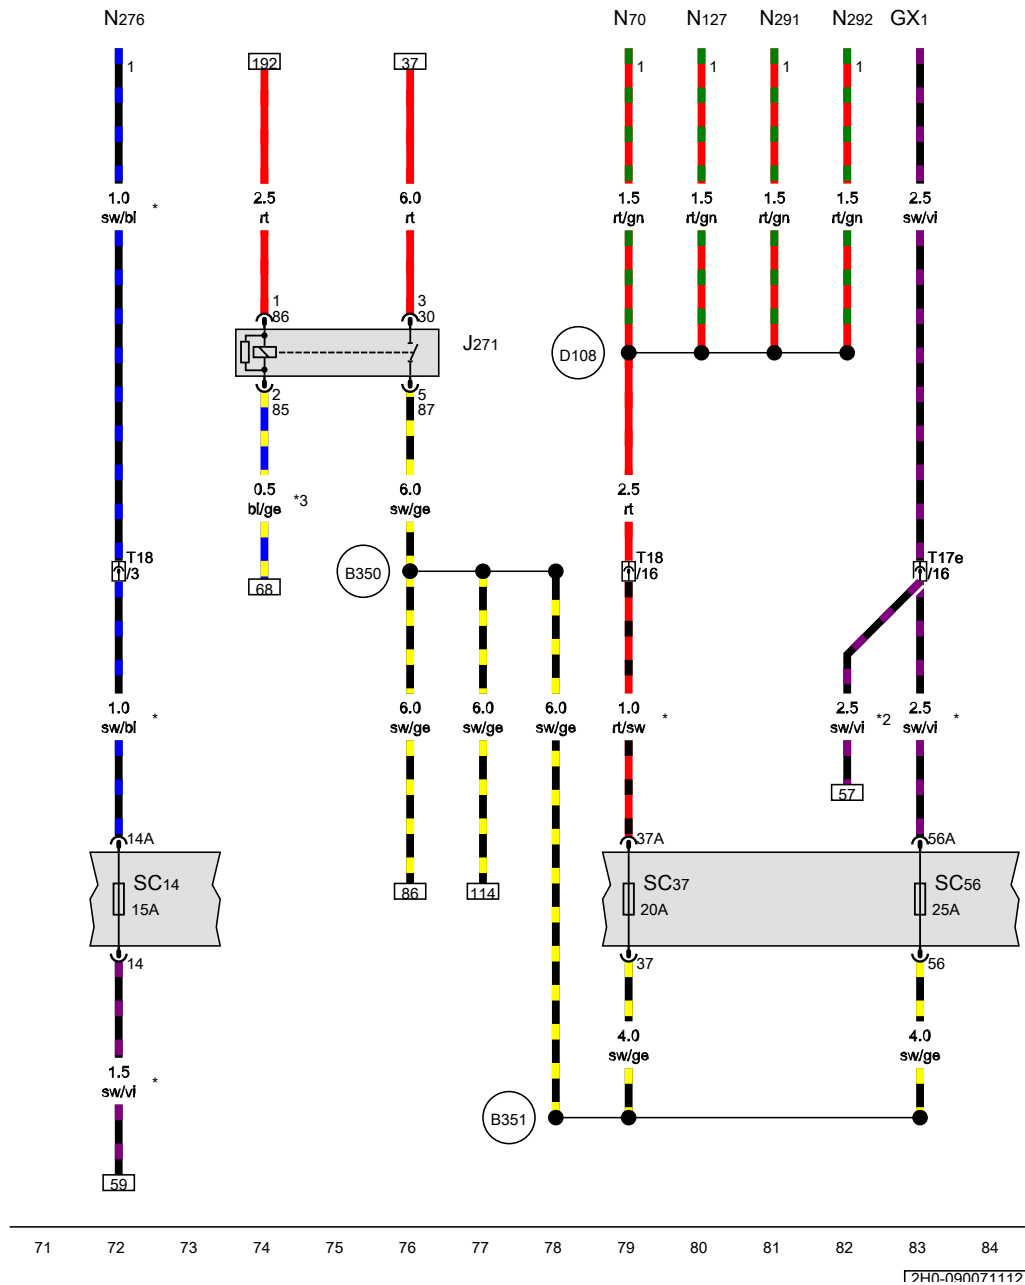 N276 N70 N127 N291 N292 GX1
192 37
1 1 1 1 1
1.0 2.5 6.0 1.5 1.5 1.5 1.5 2.5
sw/bl * rt rt rt/gn rt/gn rt/gn rt/gn sw/vi
1 3
86 30
J271
D108
2 5
85 87
0.5 6.0 2.5
bl/ge *3 sw/ge rt
T18 T18 T17e
/3 /16 /16
B350
68
1.0 6.0 6.0 6.0 1.0 2.5 2.5
sw/bl * sw/ge sw/ge sw/ge rt/sw * sw/vi *2 sw/vi *
57
14A 37A 56A
SC14 SC37 SC56
15A 20A 25A
86 114
14 37 56
4.0 4.0
sw/ge sw/ge
1.5
sw/vi *
B351
59
71 72 73 74 75 76 77 78 79 80 81 82 83 84
2H0-090071112